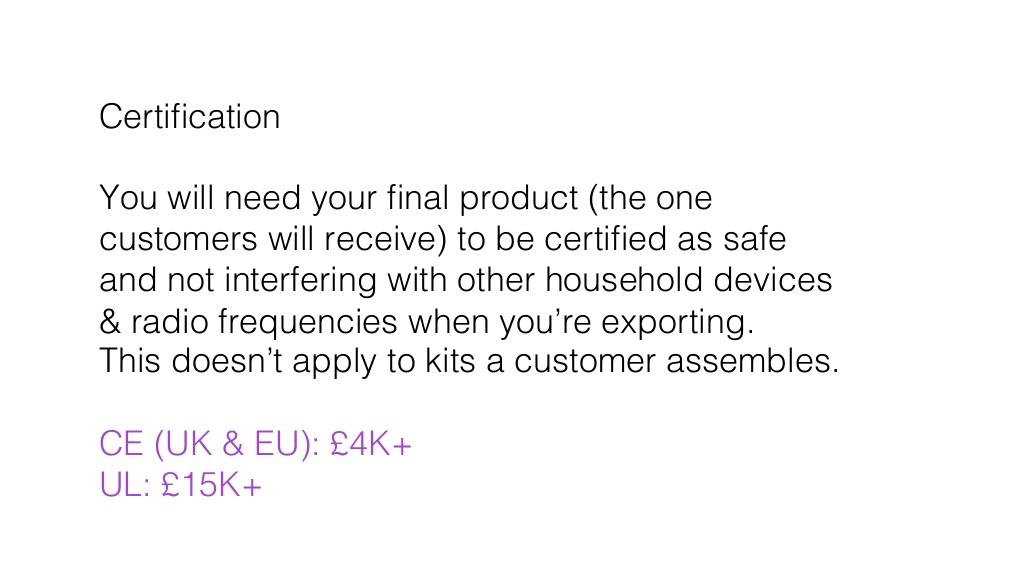 Certification
You will need your final product (the one
customers will receive) to be certified as safe
and not interfering with other household devices
& radio frequencies when you’re exporting.
This doesn’t apply to kits a customer assembles.
CE (UK & EU): £4K+
UL: £15K+